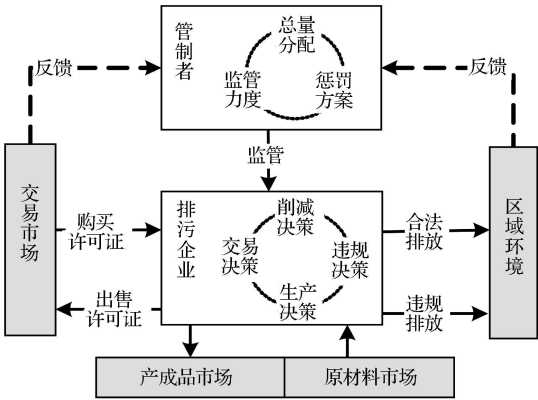 管制者
总量
分配
监管
力度
惩罚
方案
反馈
反馈
监管
交易市场
购买
许可证
出售
许可证
排污企业
削减
决策
交易
决策
违规
决策
生产
决策
合法
排放
违规
排放
区域环境
产成品市场
原材料市场